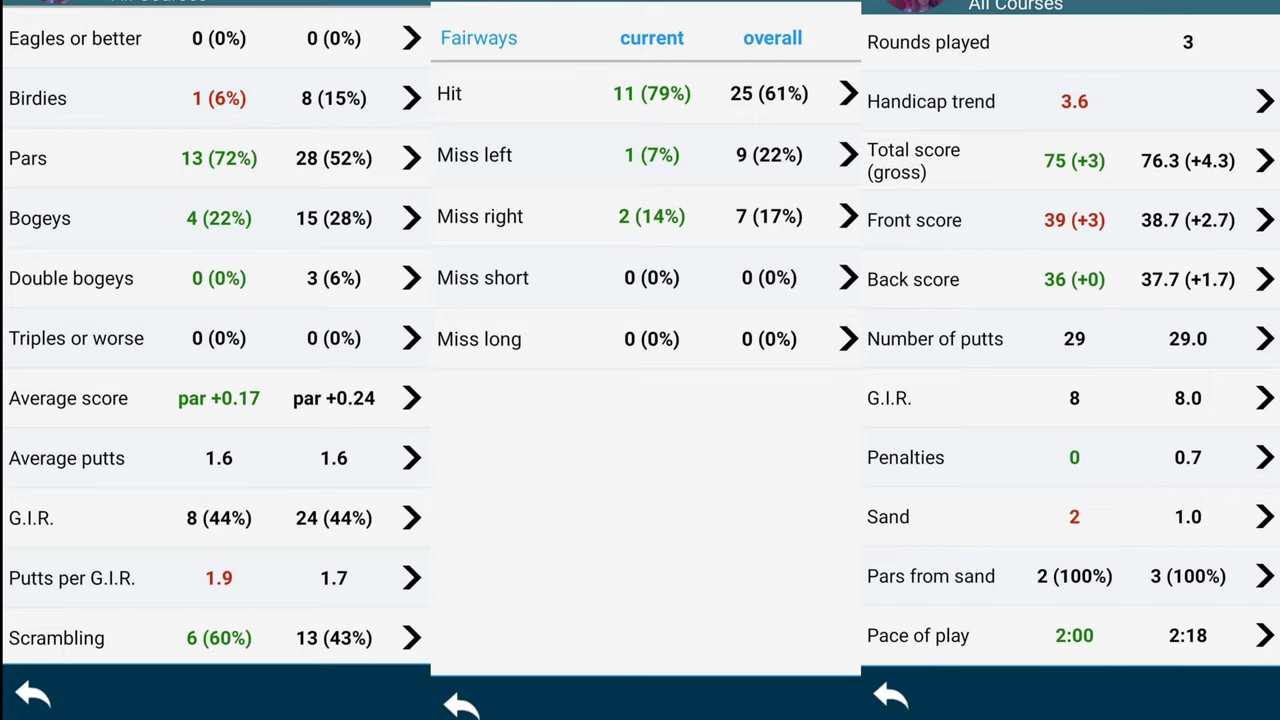 Eagles or better 0 (0%) 0 (0%)
Birdies 1 (6%) 8 (15%)
Pars 13 (72%) 28 (52%)
Bogeys 4 (22%) 15 (28%)
Double bogeys 0 (0%) 3 (6%)
Triples or worse 0 (0%) 0 (0%)
Average score par +0.17 par +0.24
Average putts 1.6 1.6
G.I.R. 8 (44%) 24 (44%)
Putts per G.I.R. 1.9 1.7
Scrambling 6 (60%) 13 (43%)
Fairways current overall
Hit 11 (79%) 25 (61%)
Miss left 1 (7%) 9 (22%)
Miss right 2 (14%) 7 (17%)
Miss short 0 (0%) 0 (0%)
Miss long 0 (0%) 0 (0%)
All Courses
Rounds played 3
Handicap trend 3.6
Total score
(gross) 75 (+3) 76.3 (+4.3)
Front score 39 (+3) 38.7 (+2.7)
Back score 36 (+0) 37.7 (+1.7)
Number of putts 29 29.0
G.I.R. 8 8.0
Penalties 0 0.7
Sand 2 1.0
Pars from sand 2 (100%) 3 (100%)
Pace of play 2:00 2:18